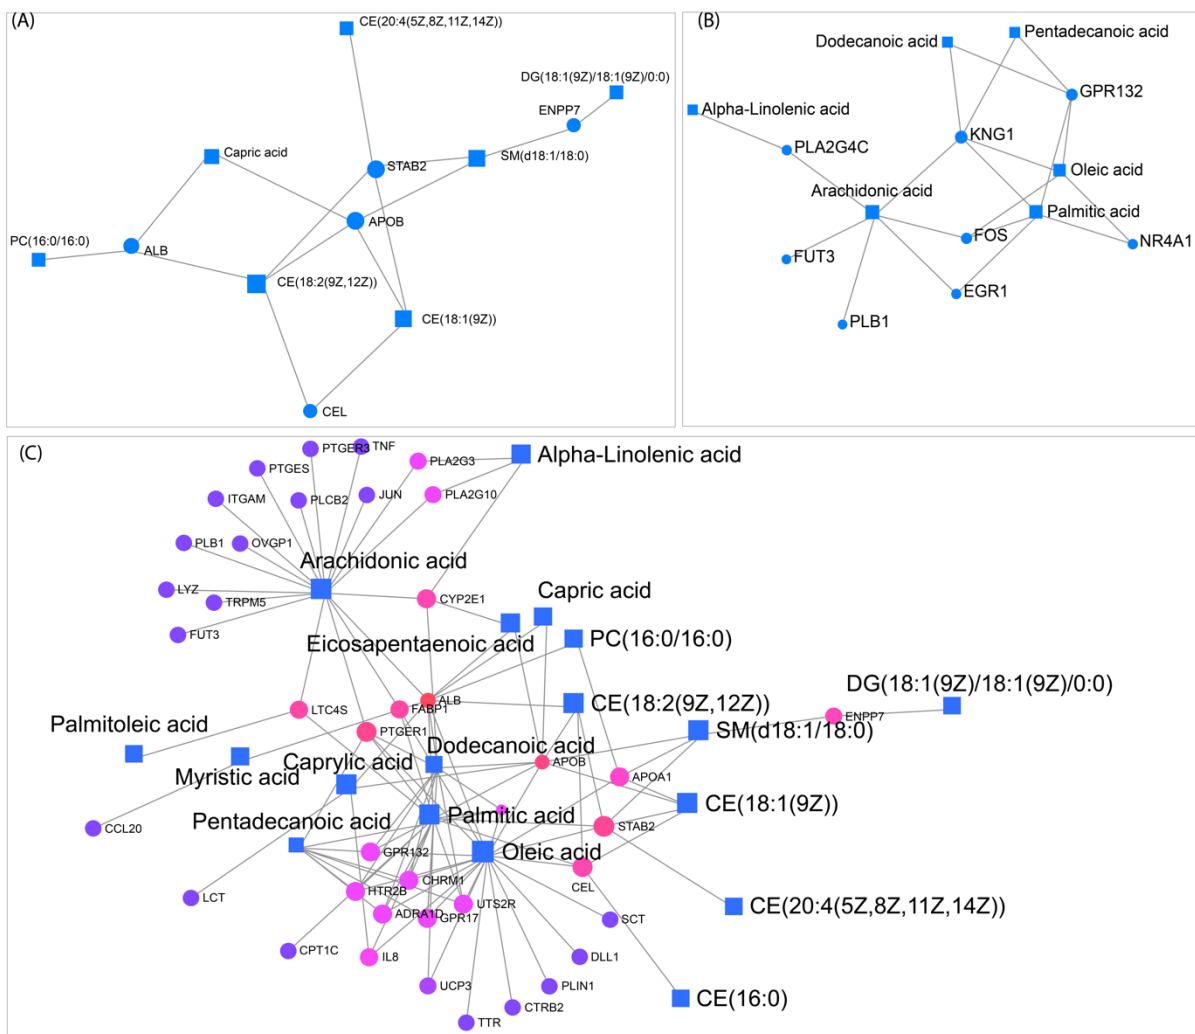 (A)
CE(20:4(5Z,8Z,11Z,14Z))
DG(18:1(9Z)/18:1(9Z)/0:0)
ENPP7
Capric acid
STAB2
SM(d18:1/18:0)
APOB
PC(16:0/16:0)
ALB
CE(18:2(9Z,12Z))
CE(18:1(9Z))
CEL
(B)
Pentadecanoic acid
Dodecanoic acid
GPR132
Alpha-Linolenic acid
KNG1
PLA2G4C
Oleic acid
Arachidonic acid
Palmitic acid
FOS
NR4A1
FUT3
EGR1
PLB1
(C)
PTGER3
TNF
PLA2G3
Alpha-Linolenic acid
PTGES
ITGAM
PLCB2
JUN
PLA2G10
PLB1
OVGP1
Arachidonic acid
LYZ
TRPM5
CYP2E1
Capric acid
FUT3
Eicosapentaenoic acid
PC(16:0/16:0)
DG(18:1(9Z)/18:1(9Z)/0:0)
LTC4S
FABP1
ALB
CE(18:2(9Z,12Z))
ENPP7
Palmitoleic acid
PTGER1
SM(d18:1/18:0)
Dodecanoic acid
Myristic acid
Caprylic acid
APOB
APOA1
CE(18:1(9Z))
Pentadecanoic acid
Palmitic acid
CCL20
STAB2
GPR132
Oleic acid
CHRM1
CEL
LCT
HTR2B
UTS2R
CE(20:4(5Z,8Z,11Z,14Z))
ADRA1D
GPR17
SCT
CPT1C
IL8
DLL1
UCP3
PLIN1
CE(16:0)
CTRB2
TTR